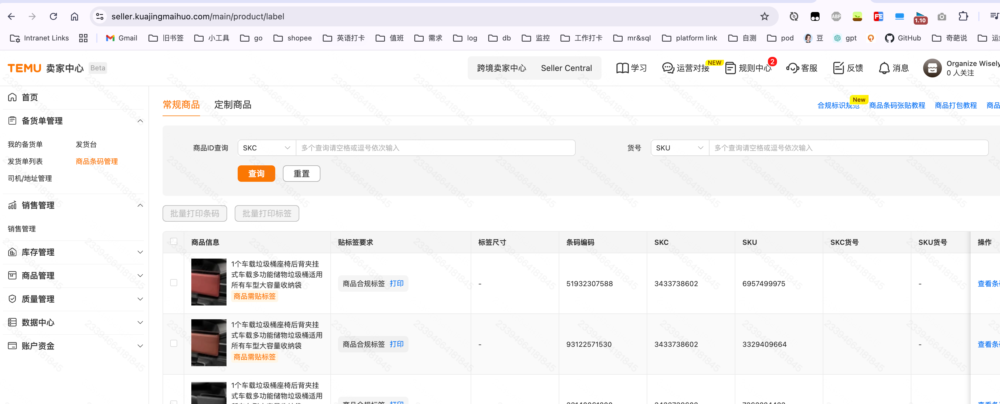 seller.kuajingmaihuo.com/main/product/label
ABP
FE
1.10
Intranet Links
Gmail
旧书签
小工具
go
shopee
英语打卡
值班
需求
log
db
监控
工作打卡
mr&sql
platform link
自测
pod
豆
gpt
GitHub
奇葩说
TEMU 卖家中心 Beta
跨境卖家中心 Seller Central
学习
运营对接
NEW
规则中心
2
客服
反馈
消息
Organize Wisely
0 人关注
首页
备货单管理
我的备货单 发货台
发货单列表 商品条码管理
司机/地址管理
销售管理
销售管理
库存管理
商品管理
质量管理
数据中心
账户资金
常规商品 定制商品
合规标识规范
New
商品条码张贴教程
商品打包教程
商品
商品ID查询 SKC 多个查询请空格或逗号依次输入
货号 SKU 多个查询请空格或逗号依次输入
查询 重置
批量打印条码 批量打印标签
商品信息 贴标签要求 标签尺寸 条码编码 SKC SKU SKC货号 SKU货号 操作
1个车载垃圾桶座椅后背夹挂
式车载多功能储物垃圾桶适用
所有车型大容量收纳袋
商品需贴标签
商品合规标签 打印
-
51932307588
3433738602
6957499975
-
查看条
1个车载垃圾桶座椅后背夹挂
式车载多功能储物垃圾桶适用
所有车型大容量收纳袋
商品需贴标签
商品合规标签 打印
-
93122571530
3433738602
3329409664
-
查看条
1个车载垃圾桶座椅后背夹挂
式车载多功能储物垃圾桶适用
23394664181845